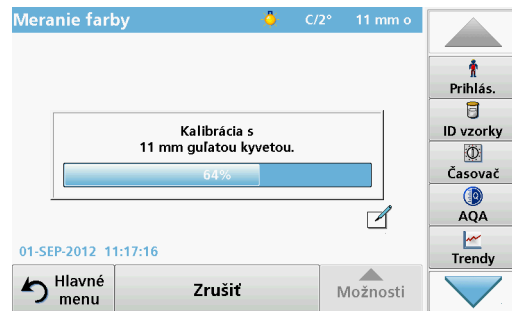 Meranie farby
C/2° 11 mm o
Kalibrácia s
11 mm guľatou kyvetou.
64%
01-SEP-2012 11:17:16
Hlavné
menu
Zrušiť
Možnosti
Prihlás.
ID vzorky
Časovač
AQA
Trendy